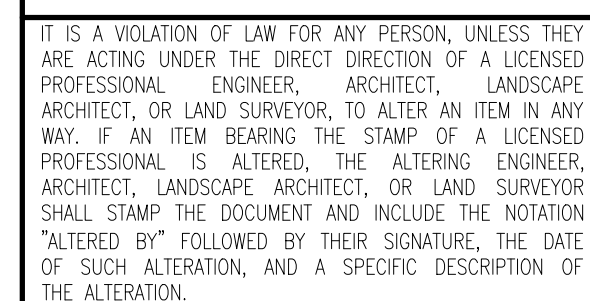 IT IS A VIOLATION OF LAW FOR ANY PERSON, UNLESS THEY
ARE ACTING UNDER THE DIRECT DIRECTION OF A LICENSED
PROFESSIONAL ENGINEER, ARCHITECT, LANDSCAPE
ARCHITECT, OR LAND SURVEYOR, TO ALTER AN ITEM IN ANY
WAY. IF AN ITEM BEARING THE STAMP OF A LICENSED
PROFESSIONAL IS ALTERED, THE ALTERING ENGINEER,
ARCHITECT, LANDSCAPE ARCHITECT, OR LAND SURVEYOR
SHALL STAMP THE DOCUMENT AND INCLUDE THE NOTATION
"ALTERED BY" FOLLOWED BY THEIR SIGNATURE, THE DATE
OF SUCH ALTERATION, AND A SPECIFIC DESCRIPTION OF
THE ALTERATION.